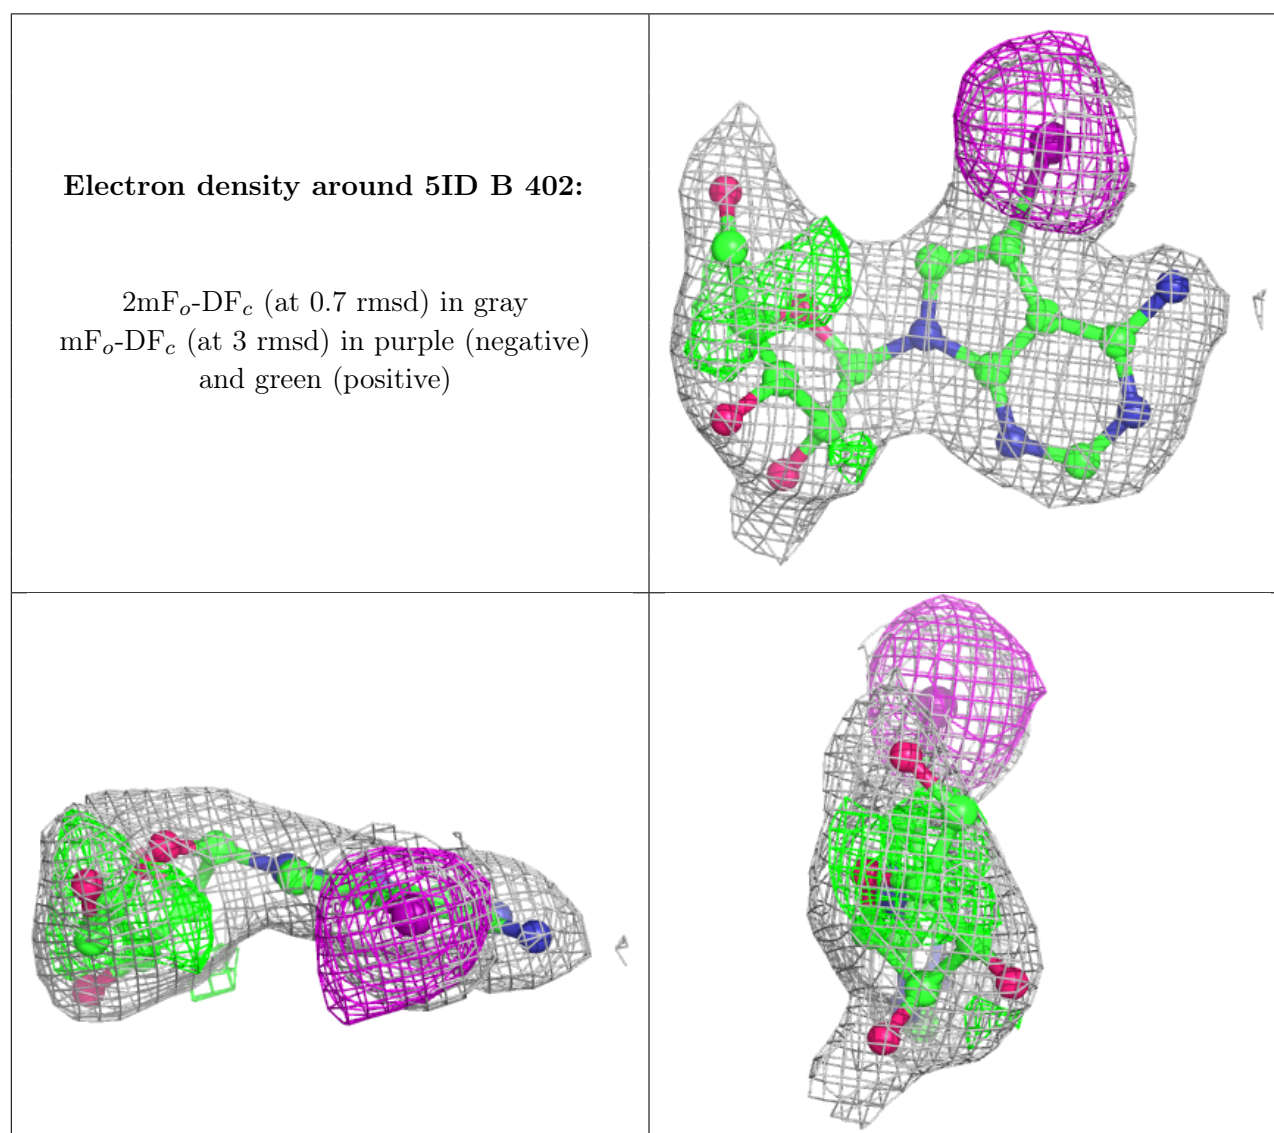 Electron density around 5ID B 402:
2mFo-DFc (at 0.7 rmsd) in gray
mFo-DFc (at 3 rmsd) in purple (negative)
and green (positive)